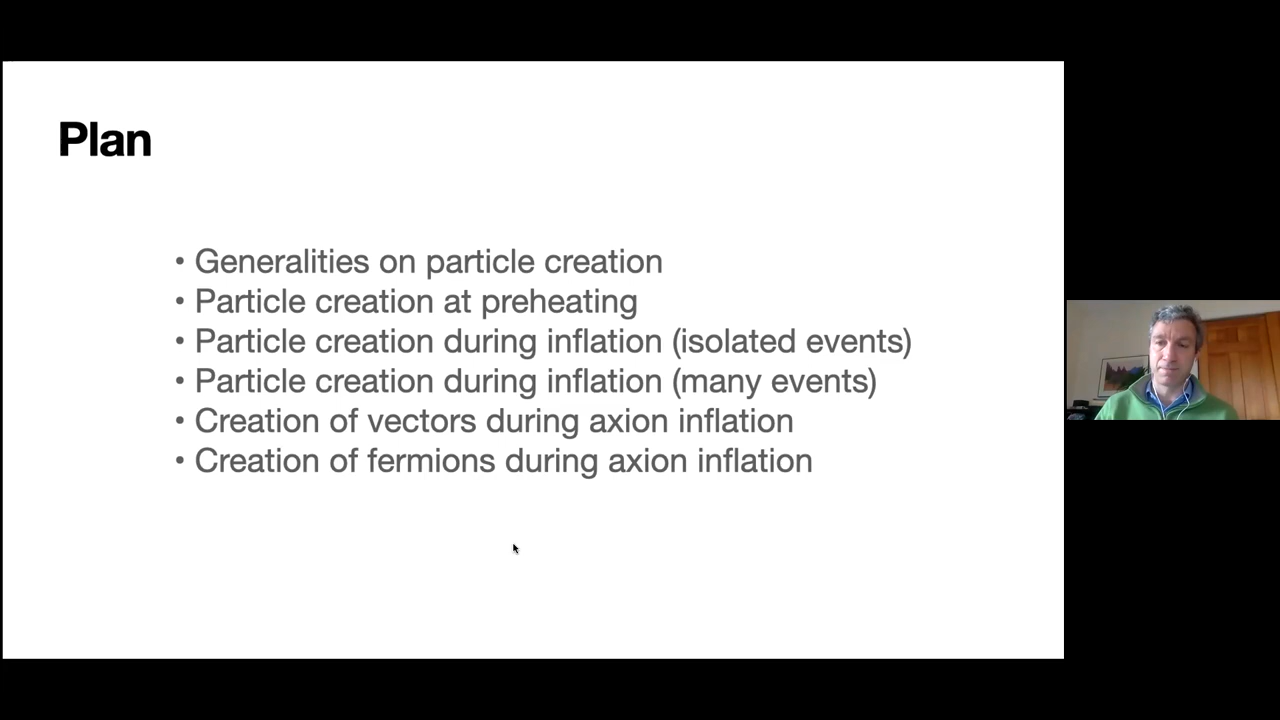 Plan
• Generalities on particle creation
• Particle creation at preheating
• Particle creation during inflation (isolated events)
• Particle creation during inflation (many events)
• Creation of vectors during axion inflation
• Creation of fermions during axion inflation